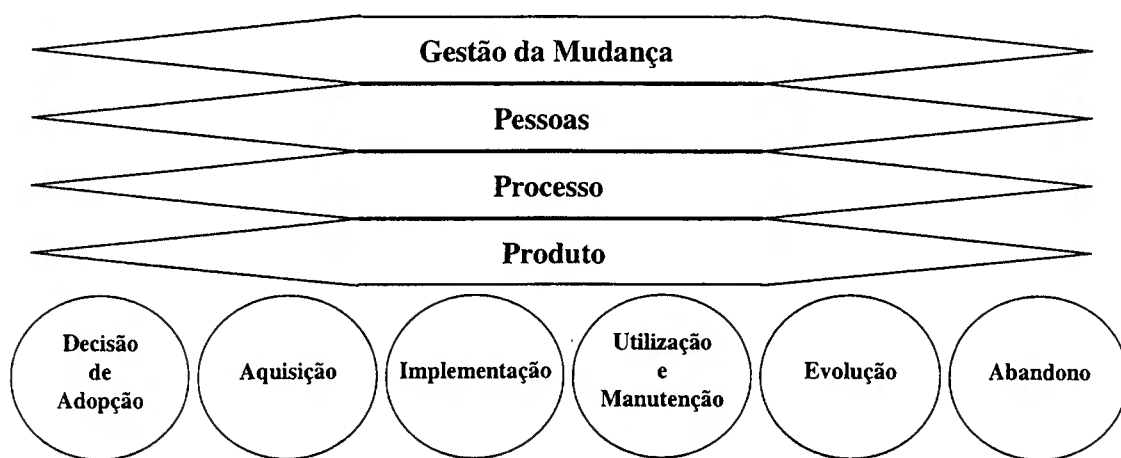 Gestão da Mudança
Pessoas
Processo
Produto
Decisão
de
Adopção
Aquisição
Implementação
Utilização
e
Manutenção
Evolução
Abandono